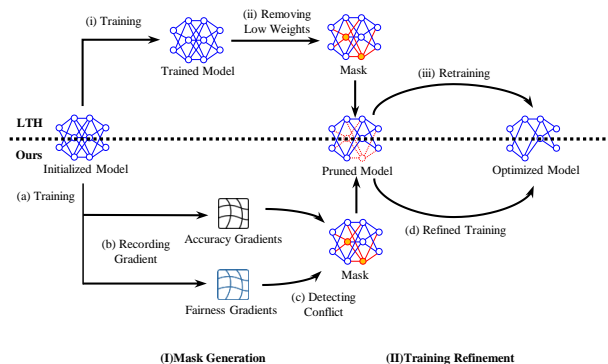 (i) Training
(ii) Removing
Low Weights
Trained Model
Mask
(iii) Retraining
LTH
Ours
Initialized Model
Pruned Model
Optimized Model
(a) Training
(b) Recording
Gradient
Accuracy Gradients
(d) Refined Training
Mask
Fairness Gradients
(c) Detecting
Conflict
(I)Mask Generation
(II)Training Refinement